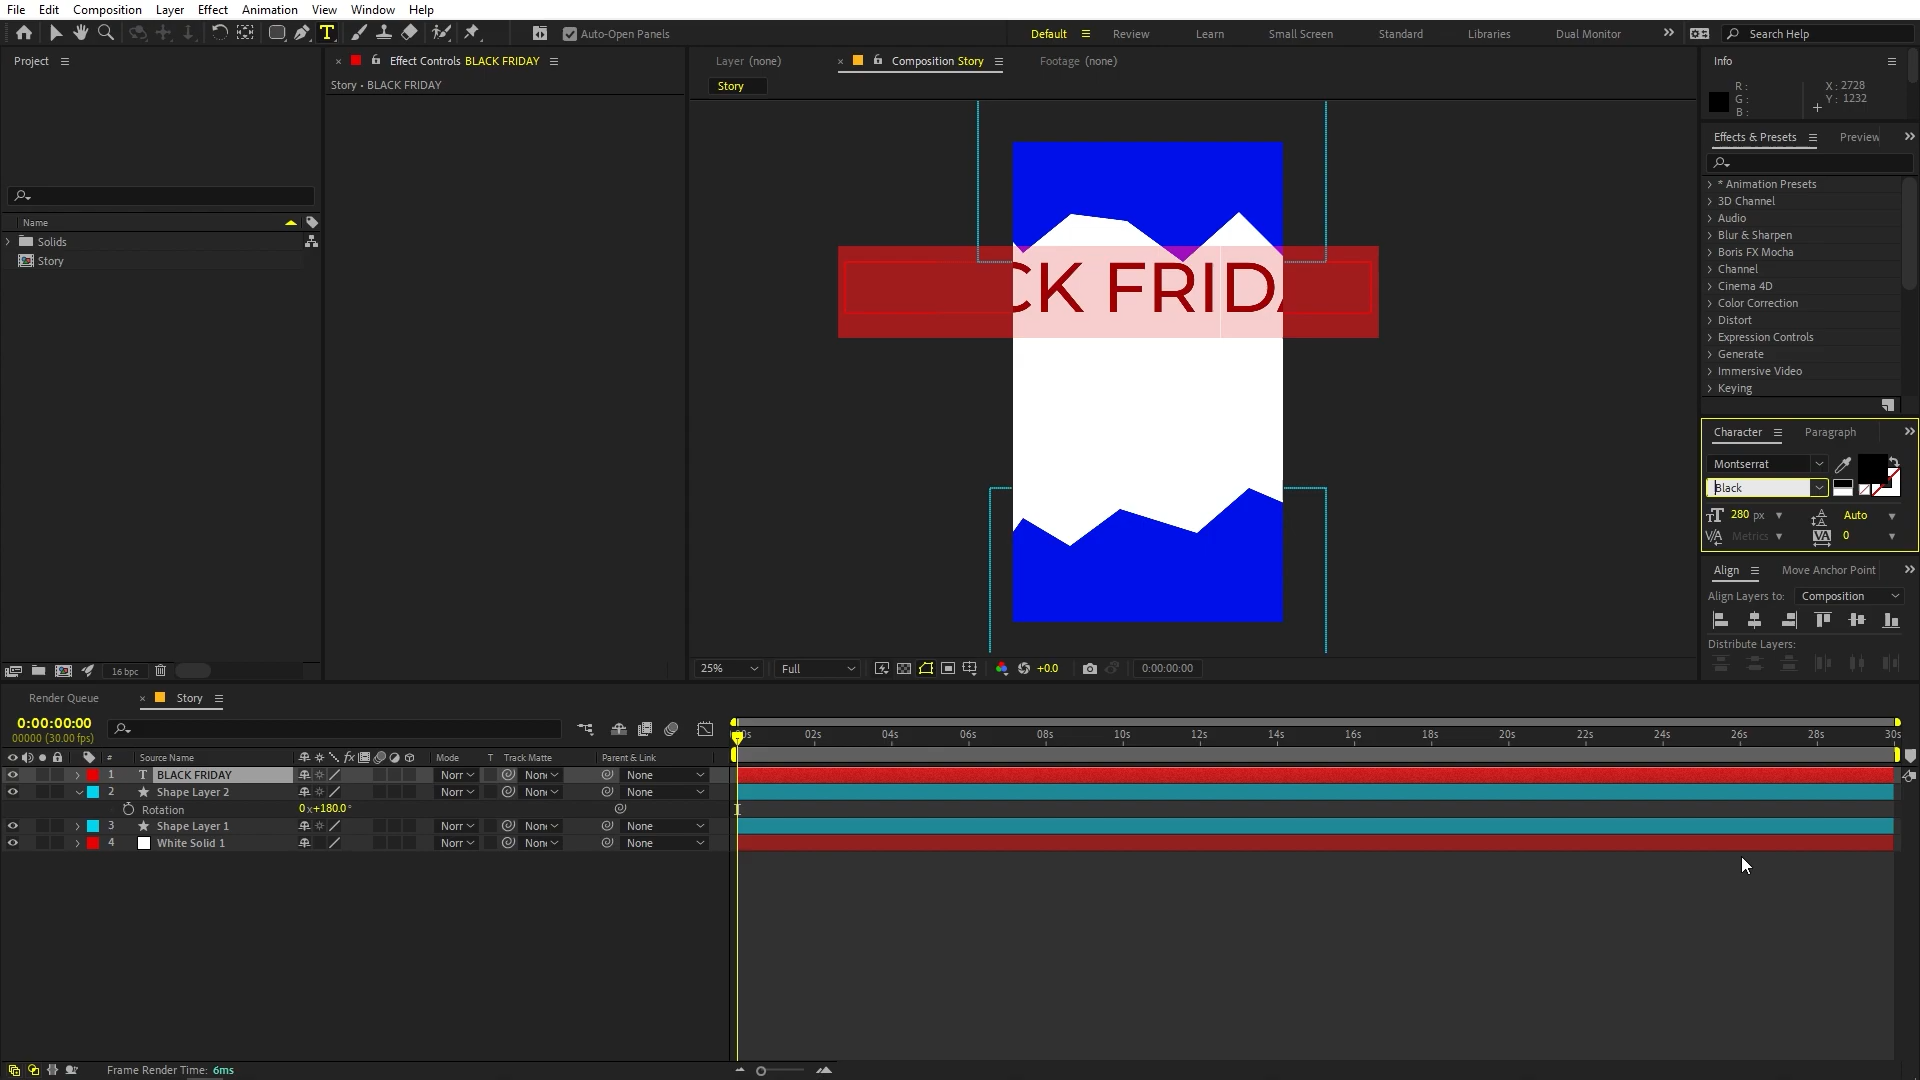 File Edit Composition Layer Effect Animation View Window Help
Auto-Open Panels
Default Review Learn Small Screen Standard Libraries Dual Monitor Search Help
Project
Effect Controls BLACK FRIDAY
Story • BLACK FRIDAY
Layer (none) Composition Story Footage (none)
Story
Info
R :
G :
B :
X : 2728
Y : 1232
Effects & Presets Preview
* Animation Presets
3D Channel
Audio
Blur & Sharpen
Boris FX Mocha
Channel
Cinema 4D
Color Correction
Distort
Expression Controls
Generate
Immersive Video
Keying
Name
Solids
Story
CK FRIDA
Character Paragraph
Montserrat
Black
280 px Auto
Metrics 0
Align Move Anchor Point
Align Layers to: Composition
Distribute Layers:
16 bpc
25% Full +0.0 0:00:00:00
Render Queue Story
0:00:00:00
00000 (30.00 fps)
02s 04s 06s 08s 10s 12s 14s 16s 18s 20s 22s 24s 26s 28s 30s
# Source Name Mode T Track Matte Parent & Link
1 T BLACK FRIDAY Norr Non None
2 Shape Layer 2 Norr Non None
Rotation 0 x+180.0°
3 Shape Layer 1 Norr Non None
4 White Solid 1 Norr Non None
Frame Render Time: 6ms